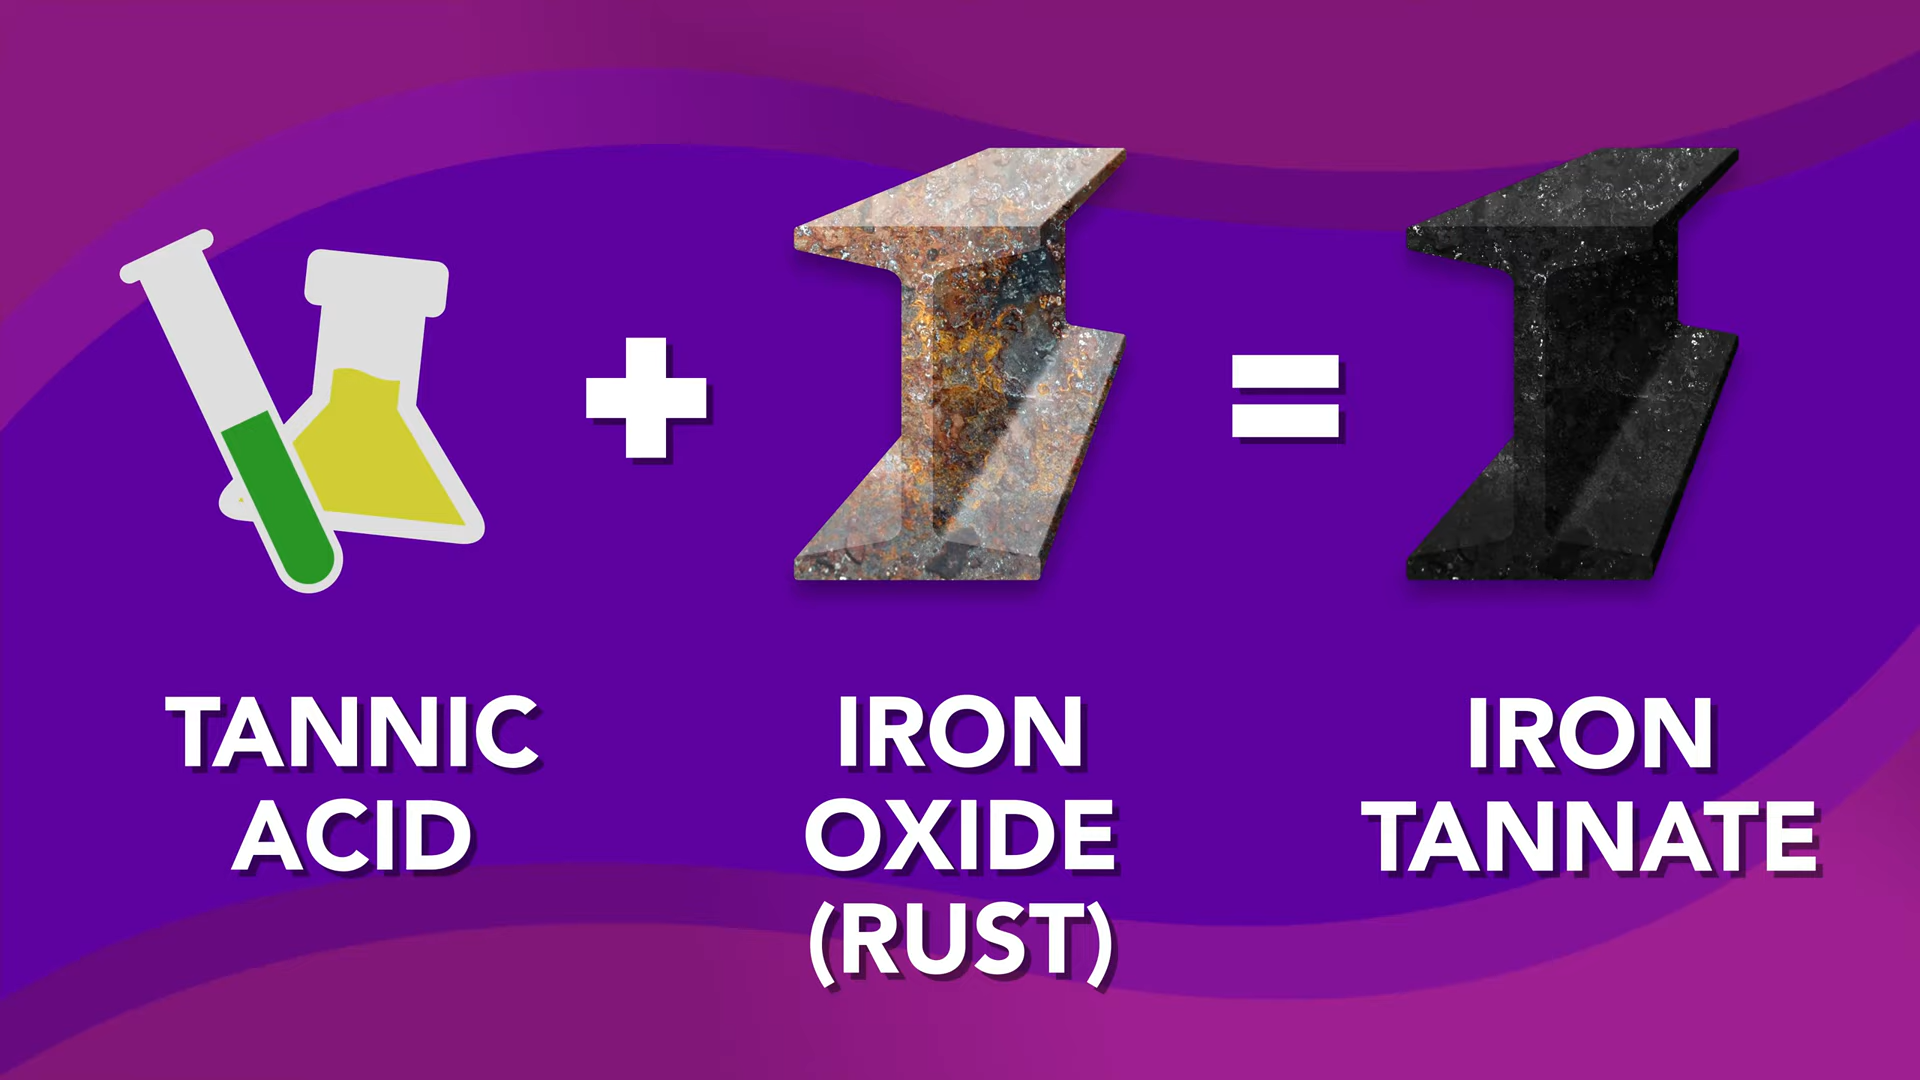 TANNIC
ACID
+
IRON
OXIDE
(RUST)
=
IRON
TANNATE